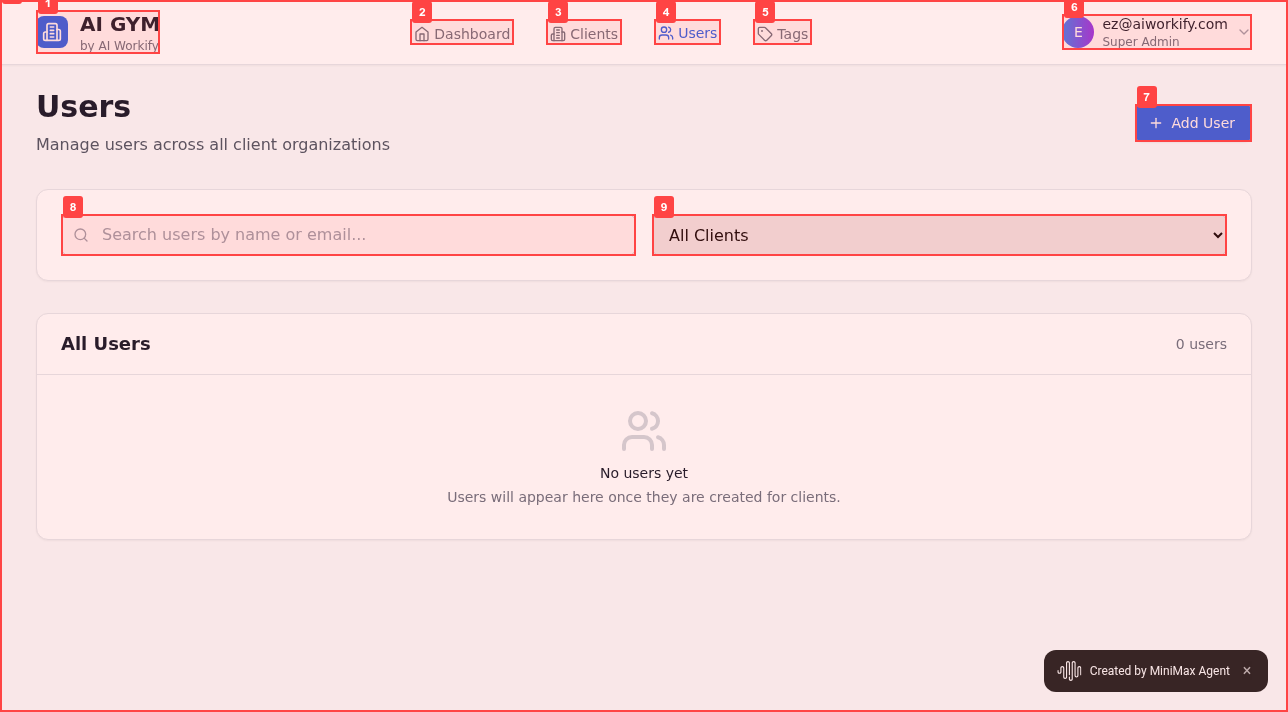 1
AI GYM
by AI Workify
2
Dashboard
3
Clients
4
Users
5
Tags
6
E
ez@aiworkify.com
Super Admin
Users
Manage users across all client organizations
7
Add User
8
Search users by name or email...
9
All Clients
All Users
0 users
No users yet
Users will appear here once they are created for clients.
Created by MiniMax Agent ×